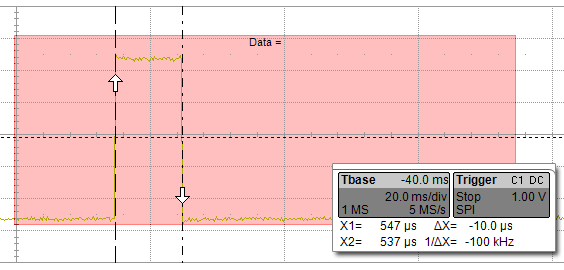 Data =
Tbase -40.0 ms
20.0 ms/div
1 MS 5 MS/s
Trigger C1 DC
Stop 1.00 V
SPI
X1= 547 µs ΔX= -10.0 µs
X2= 537 µs 1/ΔX= -100 kHz